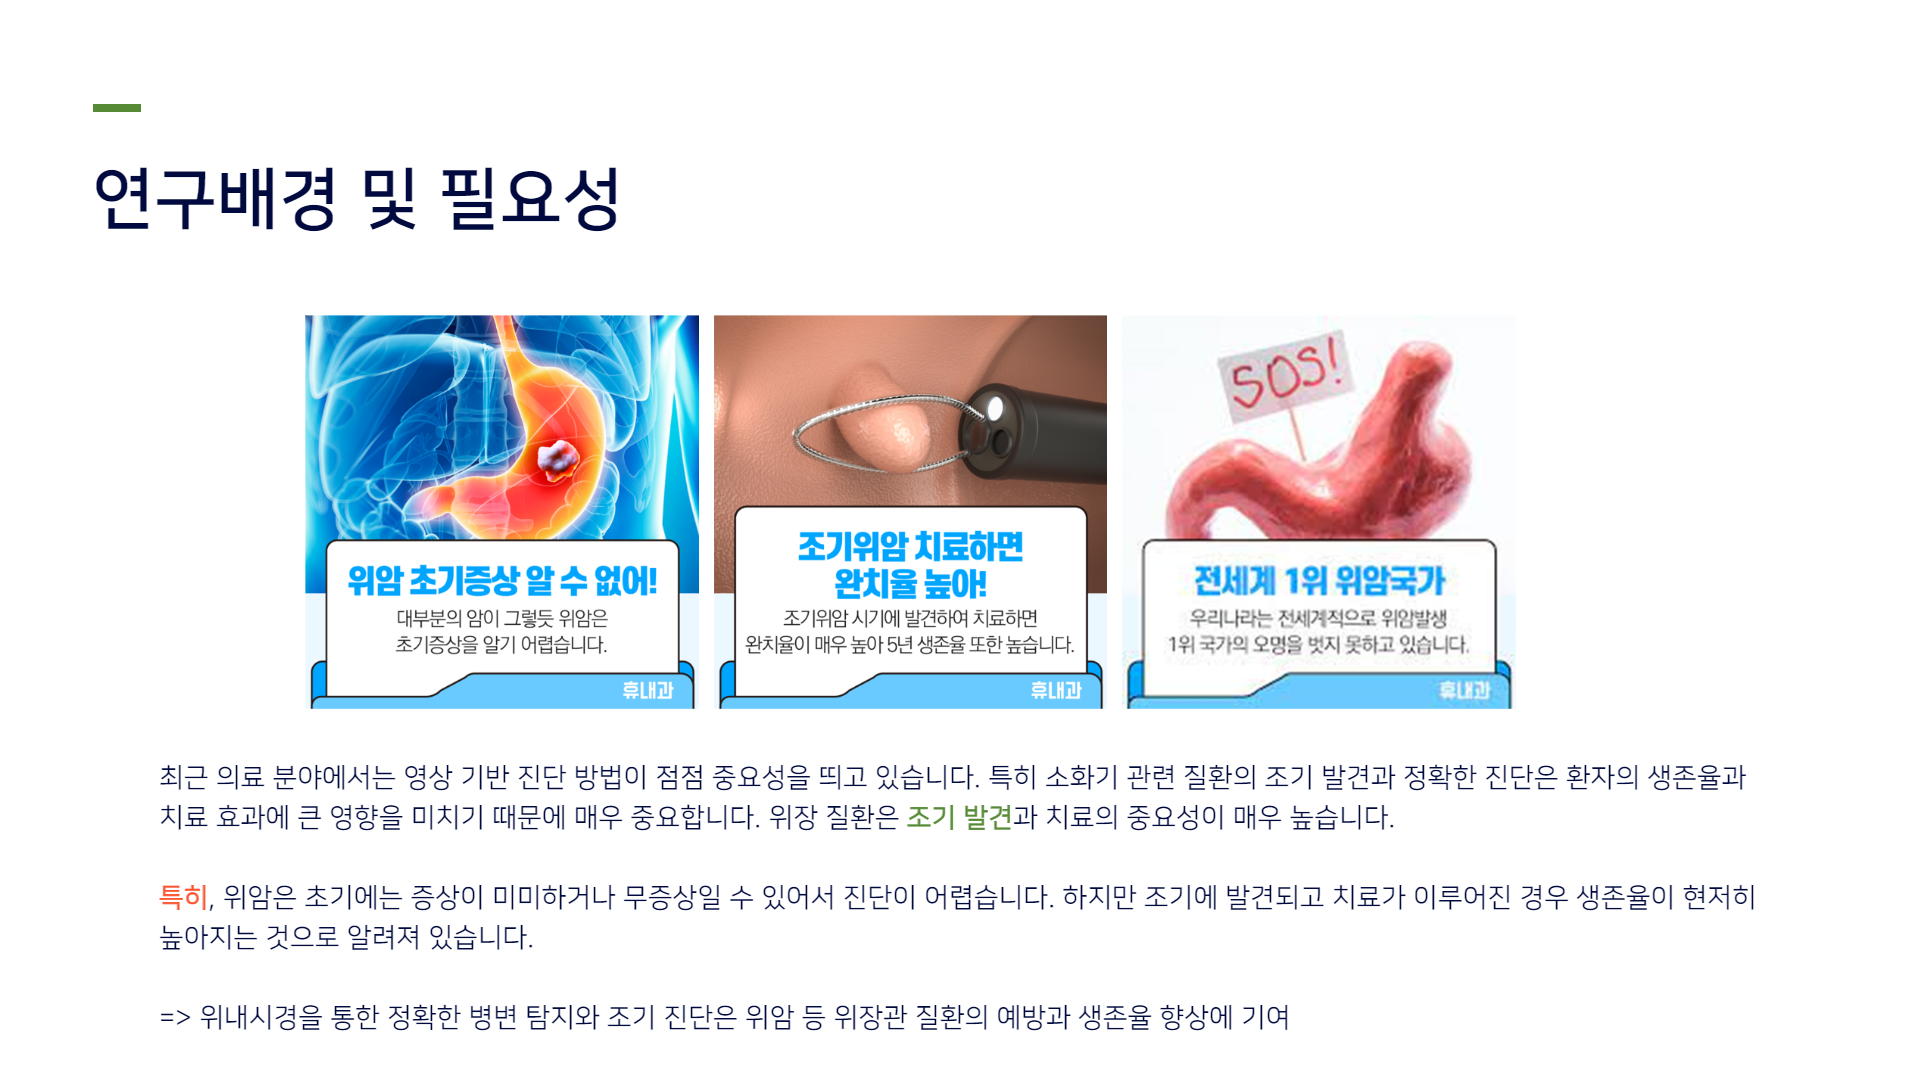 연구배경 및 필요성
SOS!
위암 초기증상 알 수 없어!
대부분의 암이 그렇듯 위암은
초기증상을 알기 어렵습니다.
휴내과
조기위암 치료하면
완치율 높아!
조기위암 시기에 발견하여 치료하면
완치율이 매우 높아 5년 생존율 또한 높습니다.
휴내과
전세계 1위 위암국가
우리나라는 전세계적으로 위암발생
1위 국가의 오명을 벗지 못하고 있습니다.
휴내과
최근 의료 분야에서는 영상 기반 진단 방법이 점점 중요성을 띄고 있습니다. 특히 소화기 관련 질환의 조기 발견과 정확한 진단은 환자의 생존율과
치료 효과에 큰 영향을 미치기 때문에 매우 중요합니다. 위장 질환은 조기 발견과 치료의 중요성이 매우 높습니다.
특히, 위암은 초기에는 증상이 미미하거나 무증상일 수 있어서 진단이 어렵습니다. 하지만 조기에 발견되고 치료가 이루어진 경우 생존율이 현저히
높아지는 것으로 알려져 있습니다.
=> 위내시경을 통한 정확한 병변 탐지와 조기 진단은 위암 등 위장관 질환의 예방과 생존율 향상에 기여